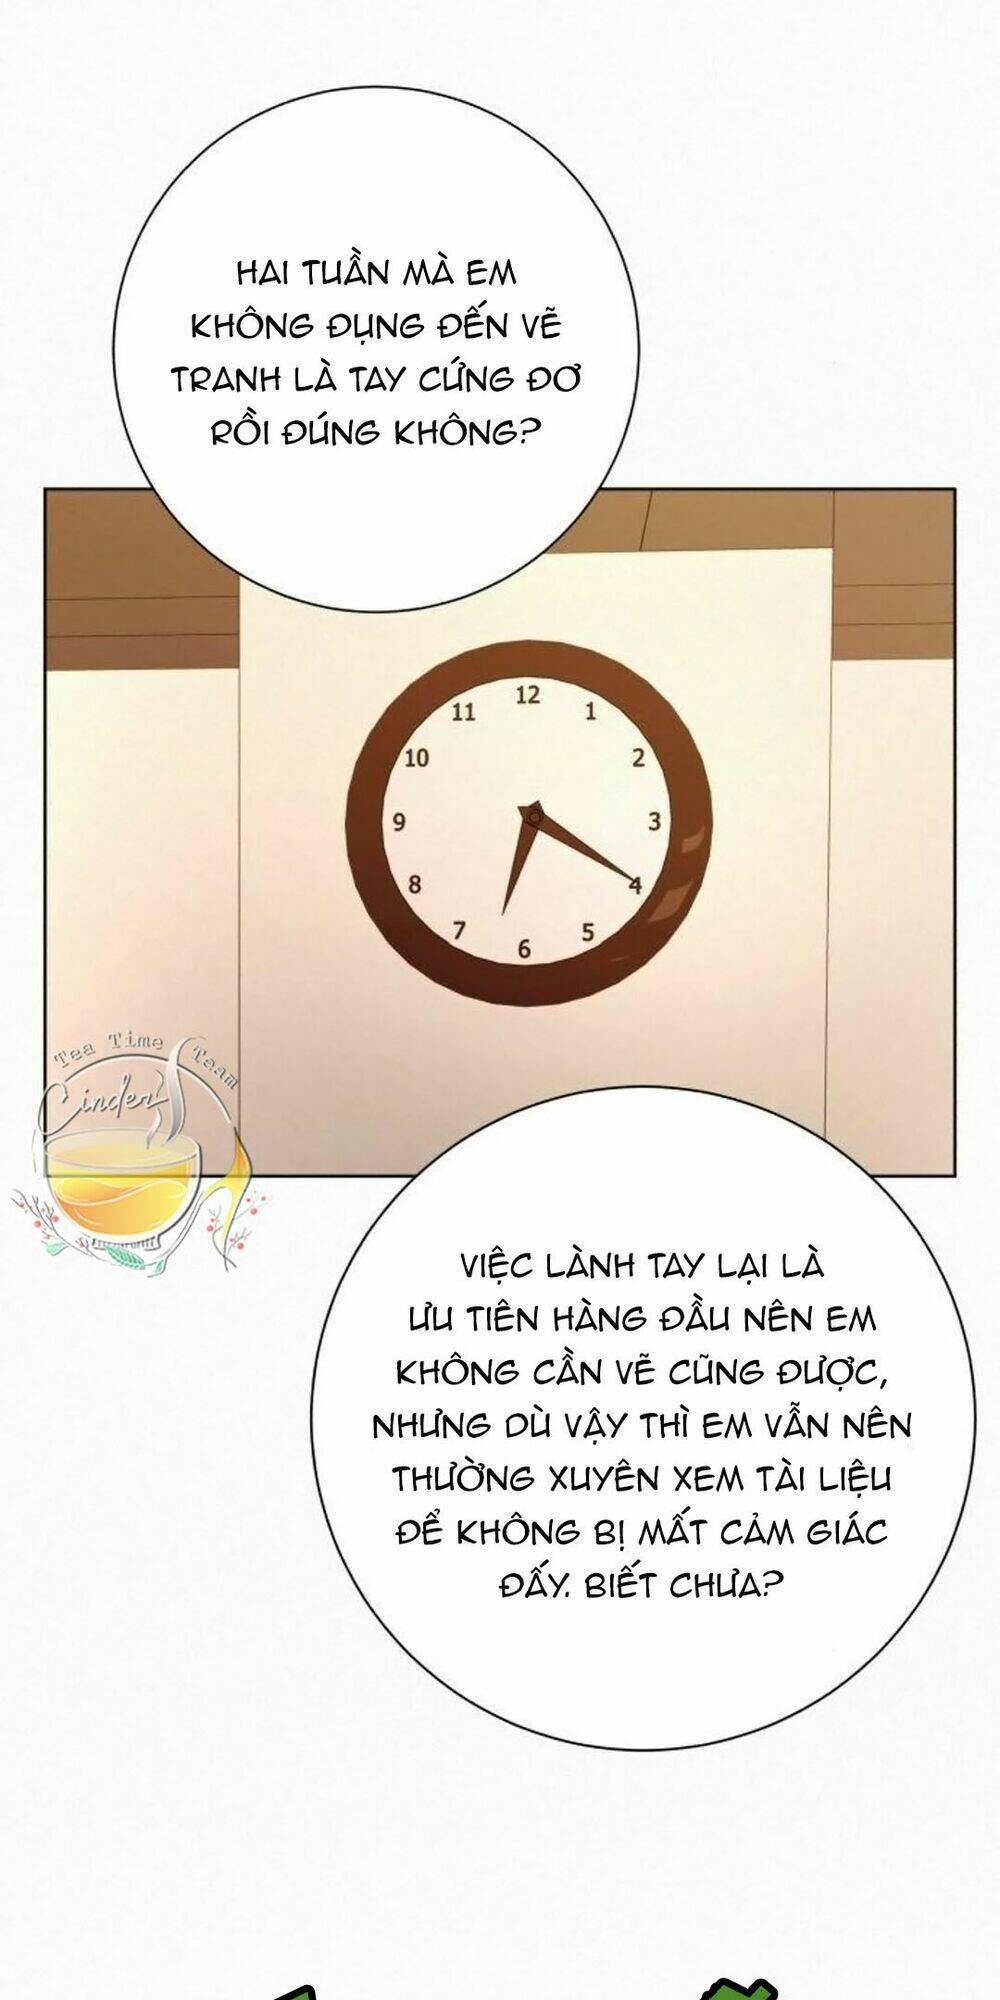 HAI TUẦN MÀ EM
KHÔNG ĐỤNG ĐẾN VẼ
TRANH LÀ TAY CỨNG ĐƠ
RỒI ĐÚNG KHÔNG?
12
11 1
10 2
9 3
8 4
7 5
6
Tea Time Team
Cinder's
VIỆC LÀNH TAY LẠI LÀ
ƯU TIÊN HÀNG ĐẦU NÊN EM
KHÔNG CẦN VẼ CŨNG ĐƯỢC,
NHƯNG DÙ VẬY THÌ EM VẪN NÊN
THƯỜNG XUYÊN XEM TÀI LIỆU
ĐỂ KHÔNG BỊ MẤT CẢM GIÁC
ĐẤY. BIẾT CHƯA?